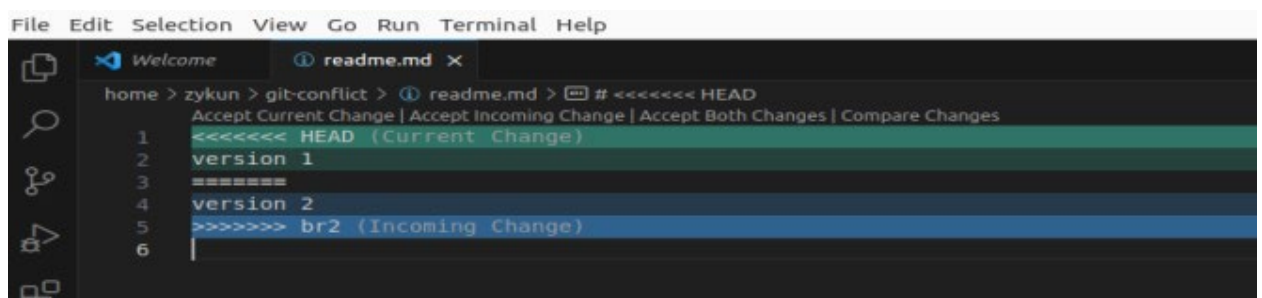 File Edit Selection View Go Run Terminal Help
Welcome readme.md ×
home > zykun > git-conflict > readme.md > # <<<<<<< HEAD
Accept Current Change | Accept Incoming Change | Accept Both Changes | Compare Changes
1 <<<<<<< HEAD (Current Change)
2 version 1
3 =======
4 version 2
5 >>>>>>> br2 (Incoming Change)
6